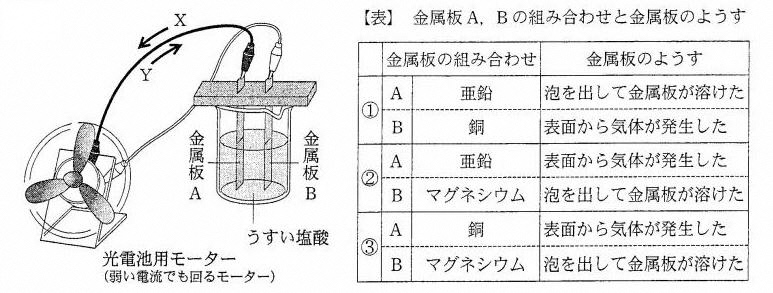 X
Y
金属板A
金属板B
うすい塩酸
光電池用モーター
(弱い電流でも回るモーター)
【表】 金属板A，Bの組み合わせと金属板のようす
金属板の組み合わせ 金属板のようす
① A 亜鉛 泡を出して金属板が溶けた
B 銅 表面から気体が発生した
② A 亜鉛 表面から気体が発生した
B マグネシウム 泡を出して金属板が溶けた
③ A 銅 表面から気体が発生した
B マグネシウム 泡を出して金属板が溶けた